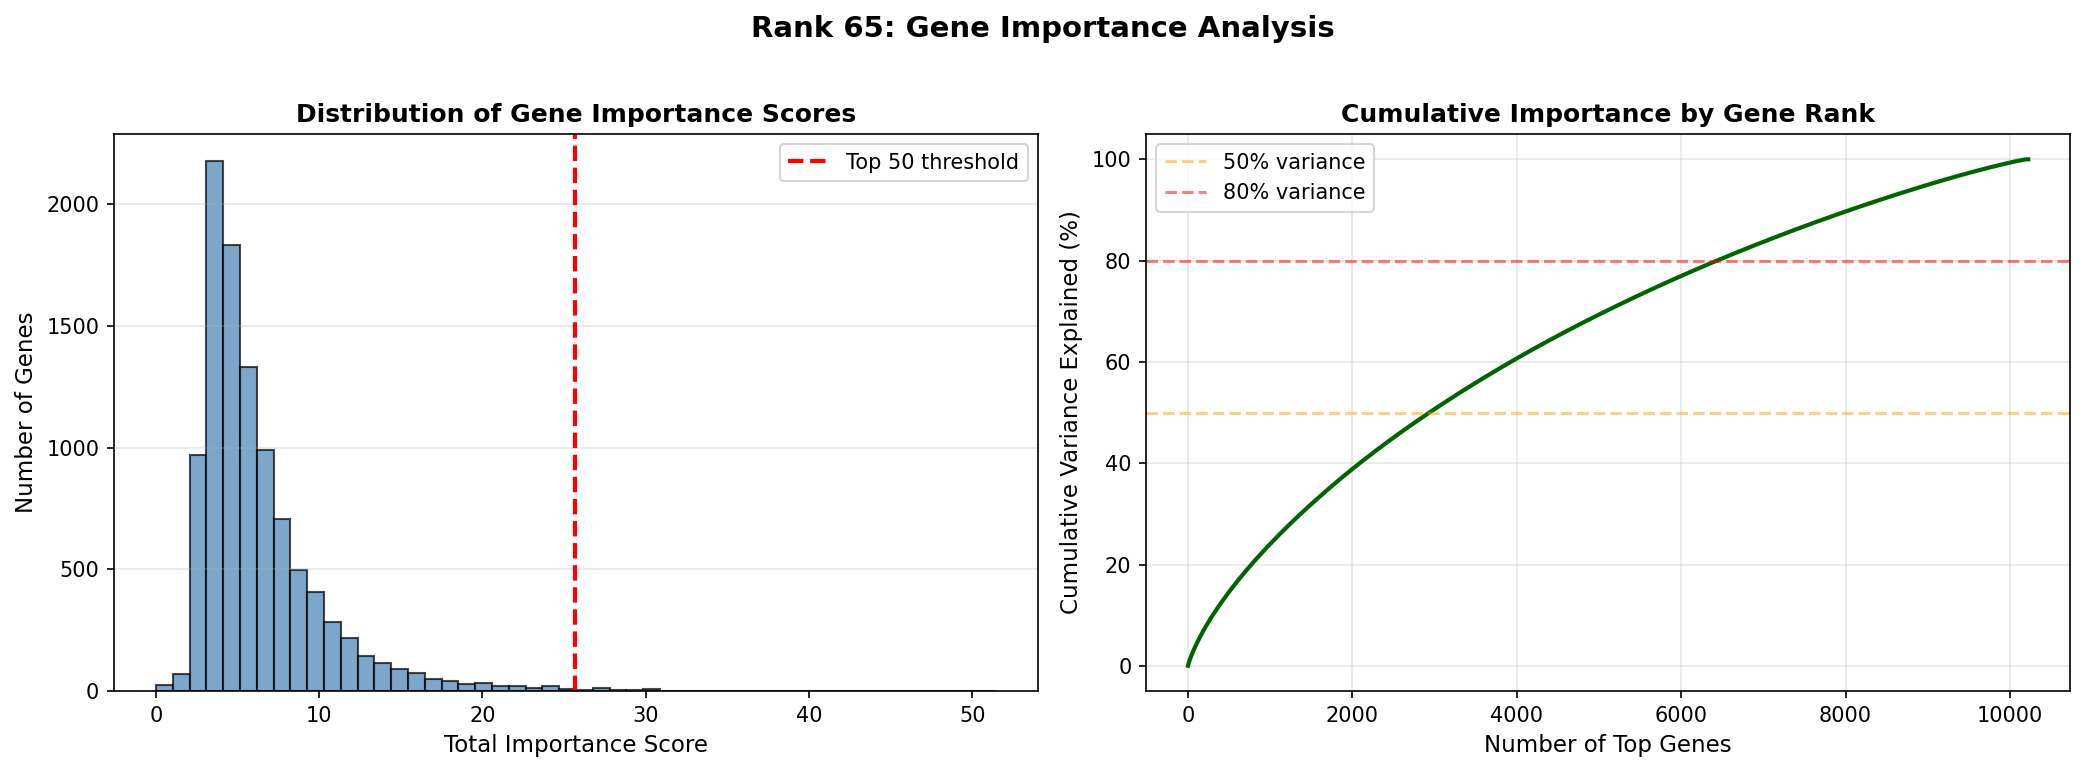 Rank 65: Gene Importance Analysis
Distribution of Gene Importance Scores
Top 50 threshold
Number of Genes
2000
1500
1000
500
0
0 10 20 30 40 50
Total Importance Score
Cumulative Importance by Gene Rank
50% variance
80% variance
Cumulative Variance Explained (%)
100
80
60
40
20
0
0 2000 4000 6000 8000 10000
Number of Top Genes